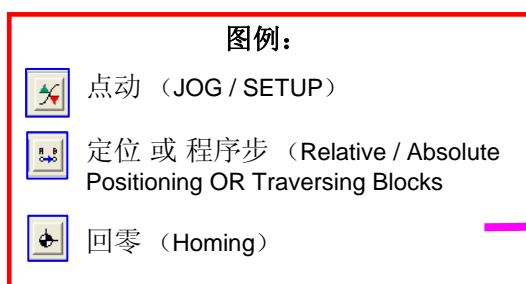 图例：
点动 （JOG / SETUP）
A B
定位 或 程序步 （Relative / Absolute
Positioning OR Traversing Blocks
回零 （Homing）